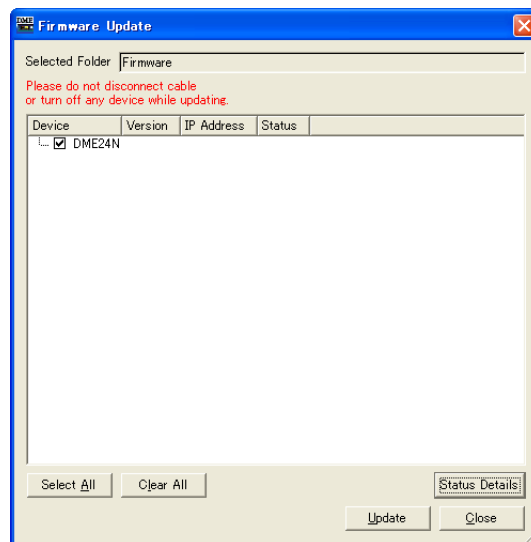 DME Firmware Update
Selected Folder Firmware
Please do not disconnect cable
or turn off any device while updating.
Device Version IP Address Status
DME24N
Select All Clear All Status Details
Update Close